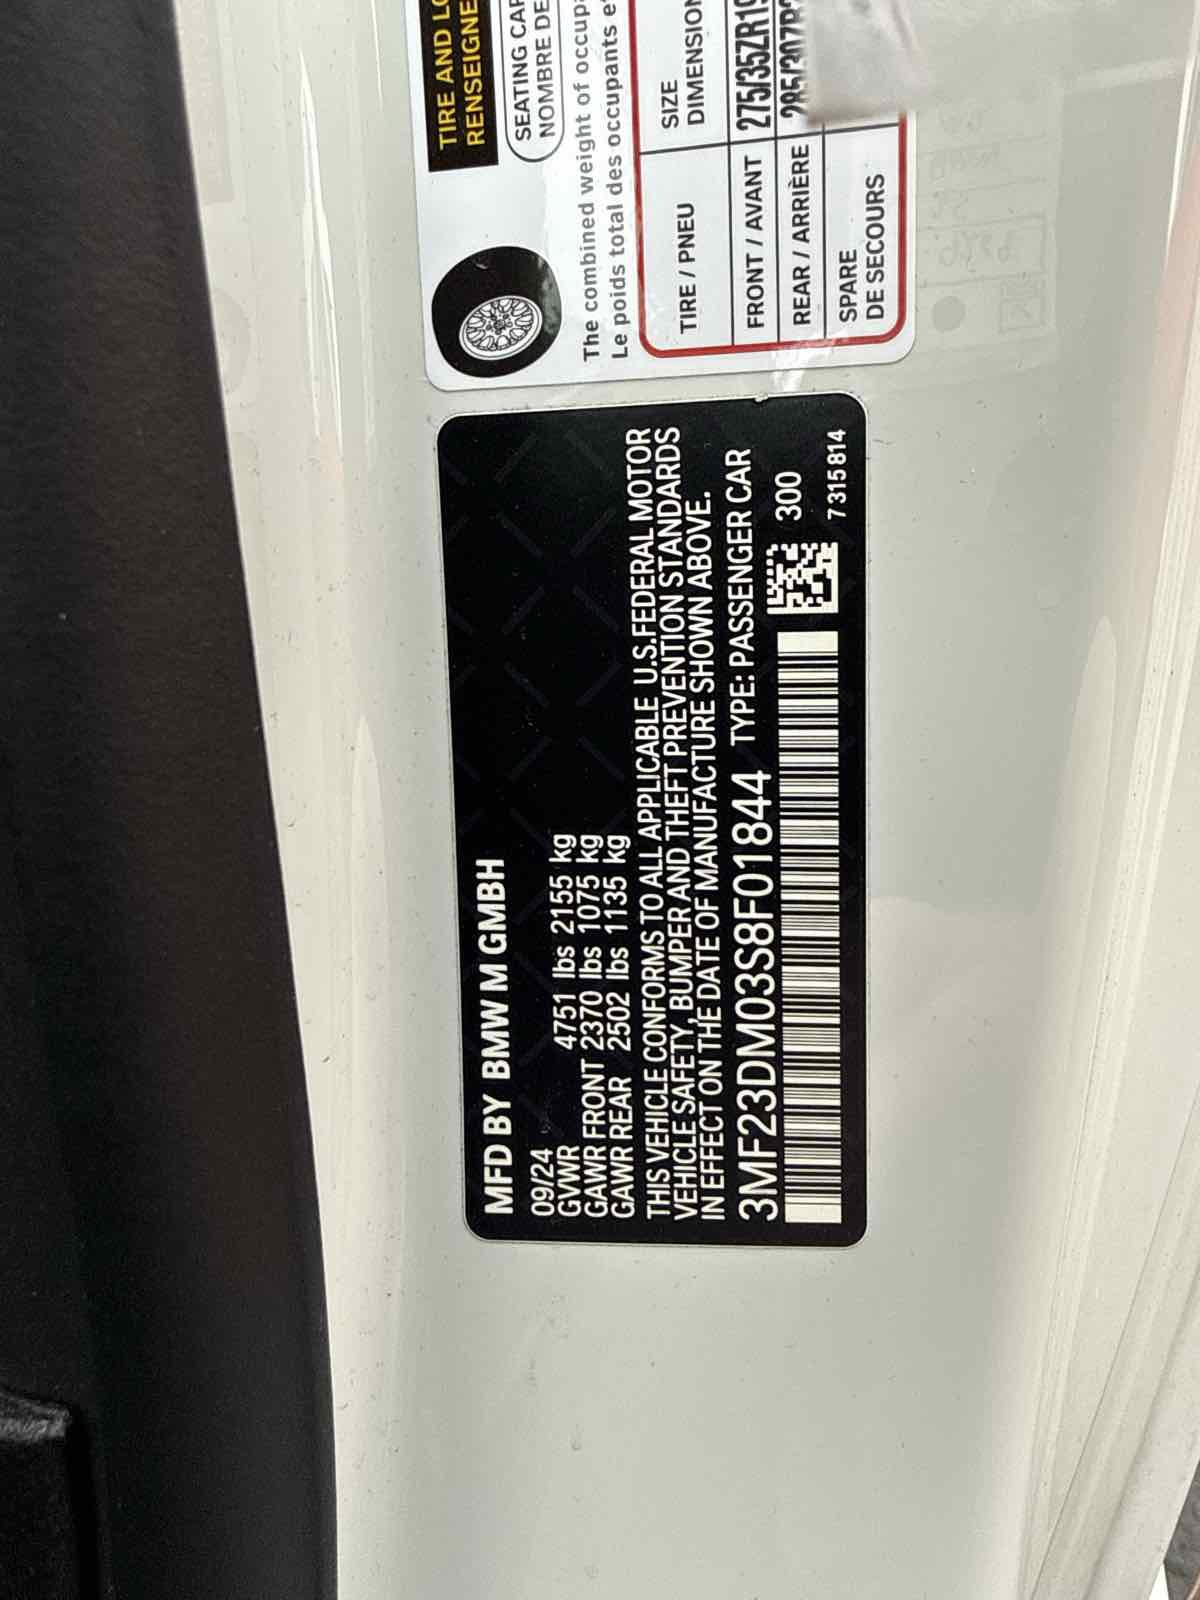 MFD BY BMW M GMBH
09/24
GVWR 4751 lbs 2155 kg
GAWR FRONT 2370 lbs 1075 kg
GAWR REAR 2502 lbs 1135 kg
THIS VEHICLE CONFORMS TO ALL APPLICABLE U.S. FEDERAL MOTOR
VEHICLE SAFETY, BUMPER AND THEFT PREVENTION STANDARDS
IN EFFECT ON THE DATE OF MANUFACTURE SHOWN ABOVE.
3MF23DM03S8F01844 TYPE: PASSENGER CAR
300
7 315 814
TIRE AND
SEATING
NOMBRE DE
The combined weight of
Le poids total des occupants
TIRE / PNEU SIZE
DIMENSION
FRONT / AVANT 275/35ZR19
REAR / ARRIÈRE
SPARE
DE SECOURS